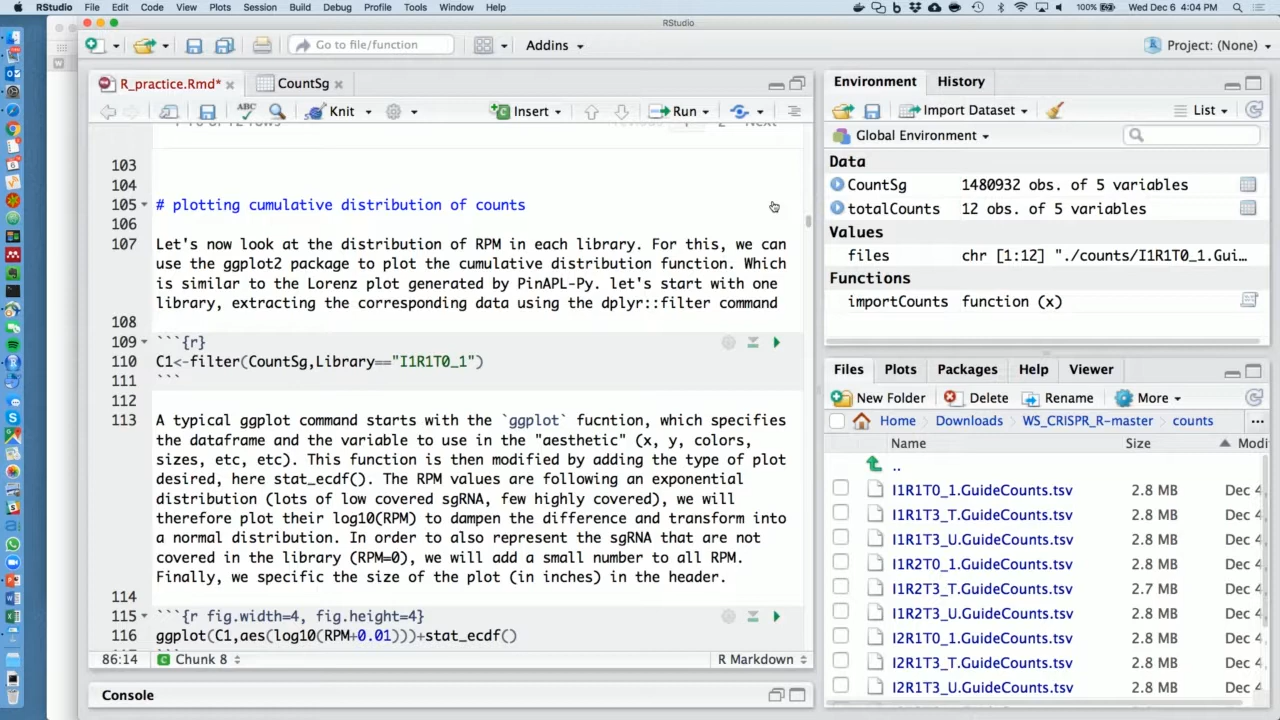 RStudio File Edit Code View Plots Session Build Debug Profile Tools Window Help 100% Wed Dec 6 4:04 PM
RStudio
Go to file/function Addins Project: (None)
R_practice.Rmd* CountSg
ABC Knit Insert Run
103
104
105 # plotting cumulative distribution of counts
106
107 Let's now look at the distribution of RPM in each library. For this, we can
use the ggplot2 package to plot the cumulative distribution function. Which
is similar to the Lorenz plot generated by PinAPL-Py. let's start with one
library, extracting the corresponding data using the dplyr::filter command
108
109 ```{r}
110 C1<-filter(CountSg,Library=="I1R1T0_1")
111 ```
112
113 A typical ggplot command starts with the `ggplot` fucntion, which specifies
the dataframe and the variable to use in the "aesthetic" (x, y, colors,
sizes, etc, etc). This function is then modified by adding the type of plot
desired, here stat_ecdf(). The RPM values are following an exponential
distribution (lots of low covered sgRNA, few highly covered), we will
therefore plot their log10(RPM) to dampen the difference and transform into
a normal distribution. In order to also represent the sgRNA that are not
covered in the library (RPM=0), we will add a small number to all RPM.
Finally, we specific the size of the plot (in inches) in the header.
114
115 ```{r fig.width=4, fig.height=4}
116 ggplot(C1,aes(log10(RPM+0.01)))+stat_ecdf()
86:14 Chunk 8 R Markdown
Console
Environment History
Import Dataset List
Global Environment
Data
CountSg 1480932 obs. of 5 variables
totalCounts 12 obs. of 5 variables
Values
files chr [1:12] "./counts/I1R1T0_1.Gui…
Functions
importCounts function (x)
Files Plots Packages Help Viewer
New Folder Delete Rename More
Home Downloads WS_CRISPR_R-master counts ...
Name Size Modi
..
I1R1T0_1.GuideCounts.tsv 2.8 MB Dec 4,
I1R1T3_T.GuideCounts.tsv 2.8 MB Dec 4,
I1R1T3_U.GuideCounts.tsv 2.8 MB Dec 4,
I1R2T0_1.GuideCounts.tsv 2.8 MB Dec 4,
I1R2T3_T.GuideCounts.tsv 2.7 MB Dec 4,
I1R2T3_U.GuideCounts.tsv 2.8 MB Dec 4,
I2R1T0_1.GuideCounts.tsv 2.8 MB Dec 4,
I2R1T3_T.GuideCounts.tsv 2.8 MB Dec 4,
I2R1T3_U.GuideCounts.tsv 2.8 MB Dec 4,